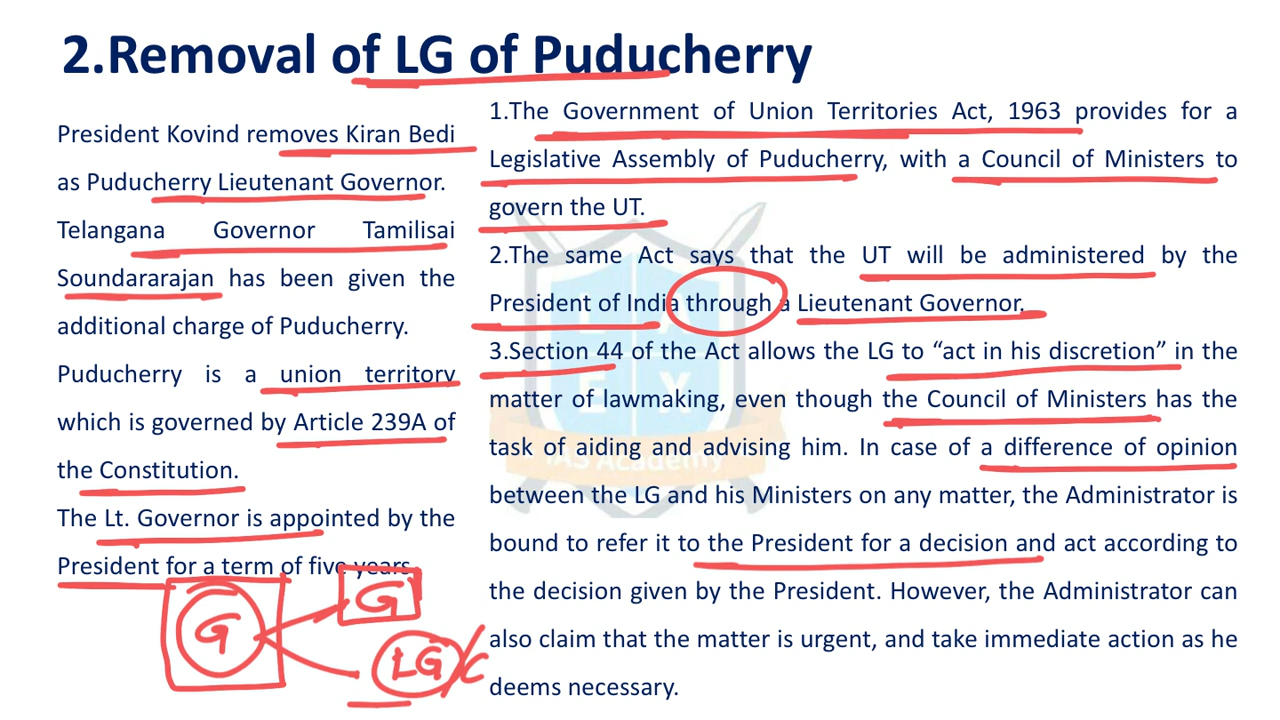 2.Removal of LG of Puducherry
President Kovind removes Kiran Bedi
as Puducherry Lieutenant Governor.
Telangana Governor Tamilisai
Soundararajan has been given the
additional charge of Puducherry.
Puducherry is a union territory
which is governed by Article 239A of
the Constitution.
The Lt. Governor is appointed by the
President for a term of five years.
G
G
LG/C
1.The Government of Union Territories Act, 1963 provides for a
Legislative Assembly of Puducherry, with a Council of Ministers to
govern the UT.
2.The same Act says that the UT will be administered by the
President of India through a Lieutenant Governor.
3.Section 44 of the Act allows the LG to “act in his discretion” in the
matter of lawmaking, even though the Council of Ministers has the
task of aiding and advising him. In case of a difference of opinion
between the LG and his Ministers on any matter, the Administrator is
bound to refer it to the President for a decision and act according to
the decision given by the President. However, the Administrator can
also claim that the matter is urgent, and take immediate action as he
deems necessary.
IAS Academy